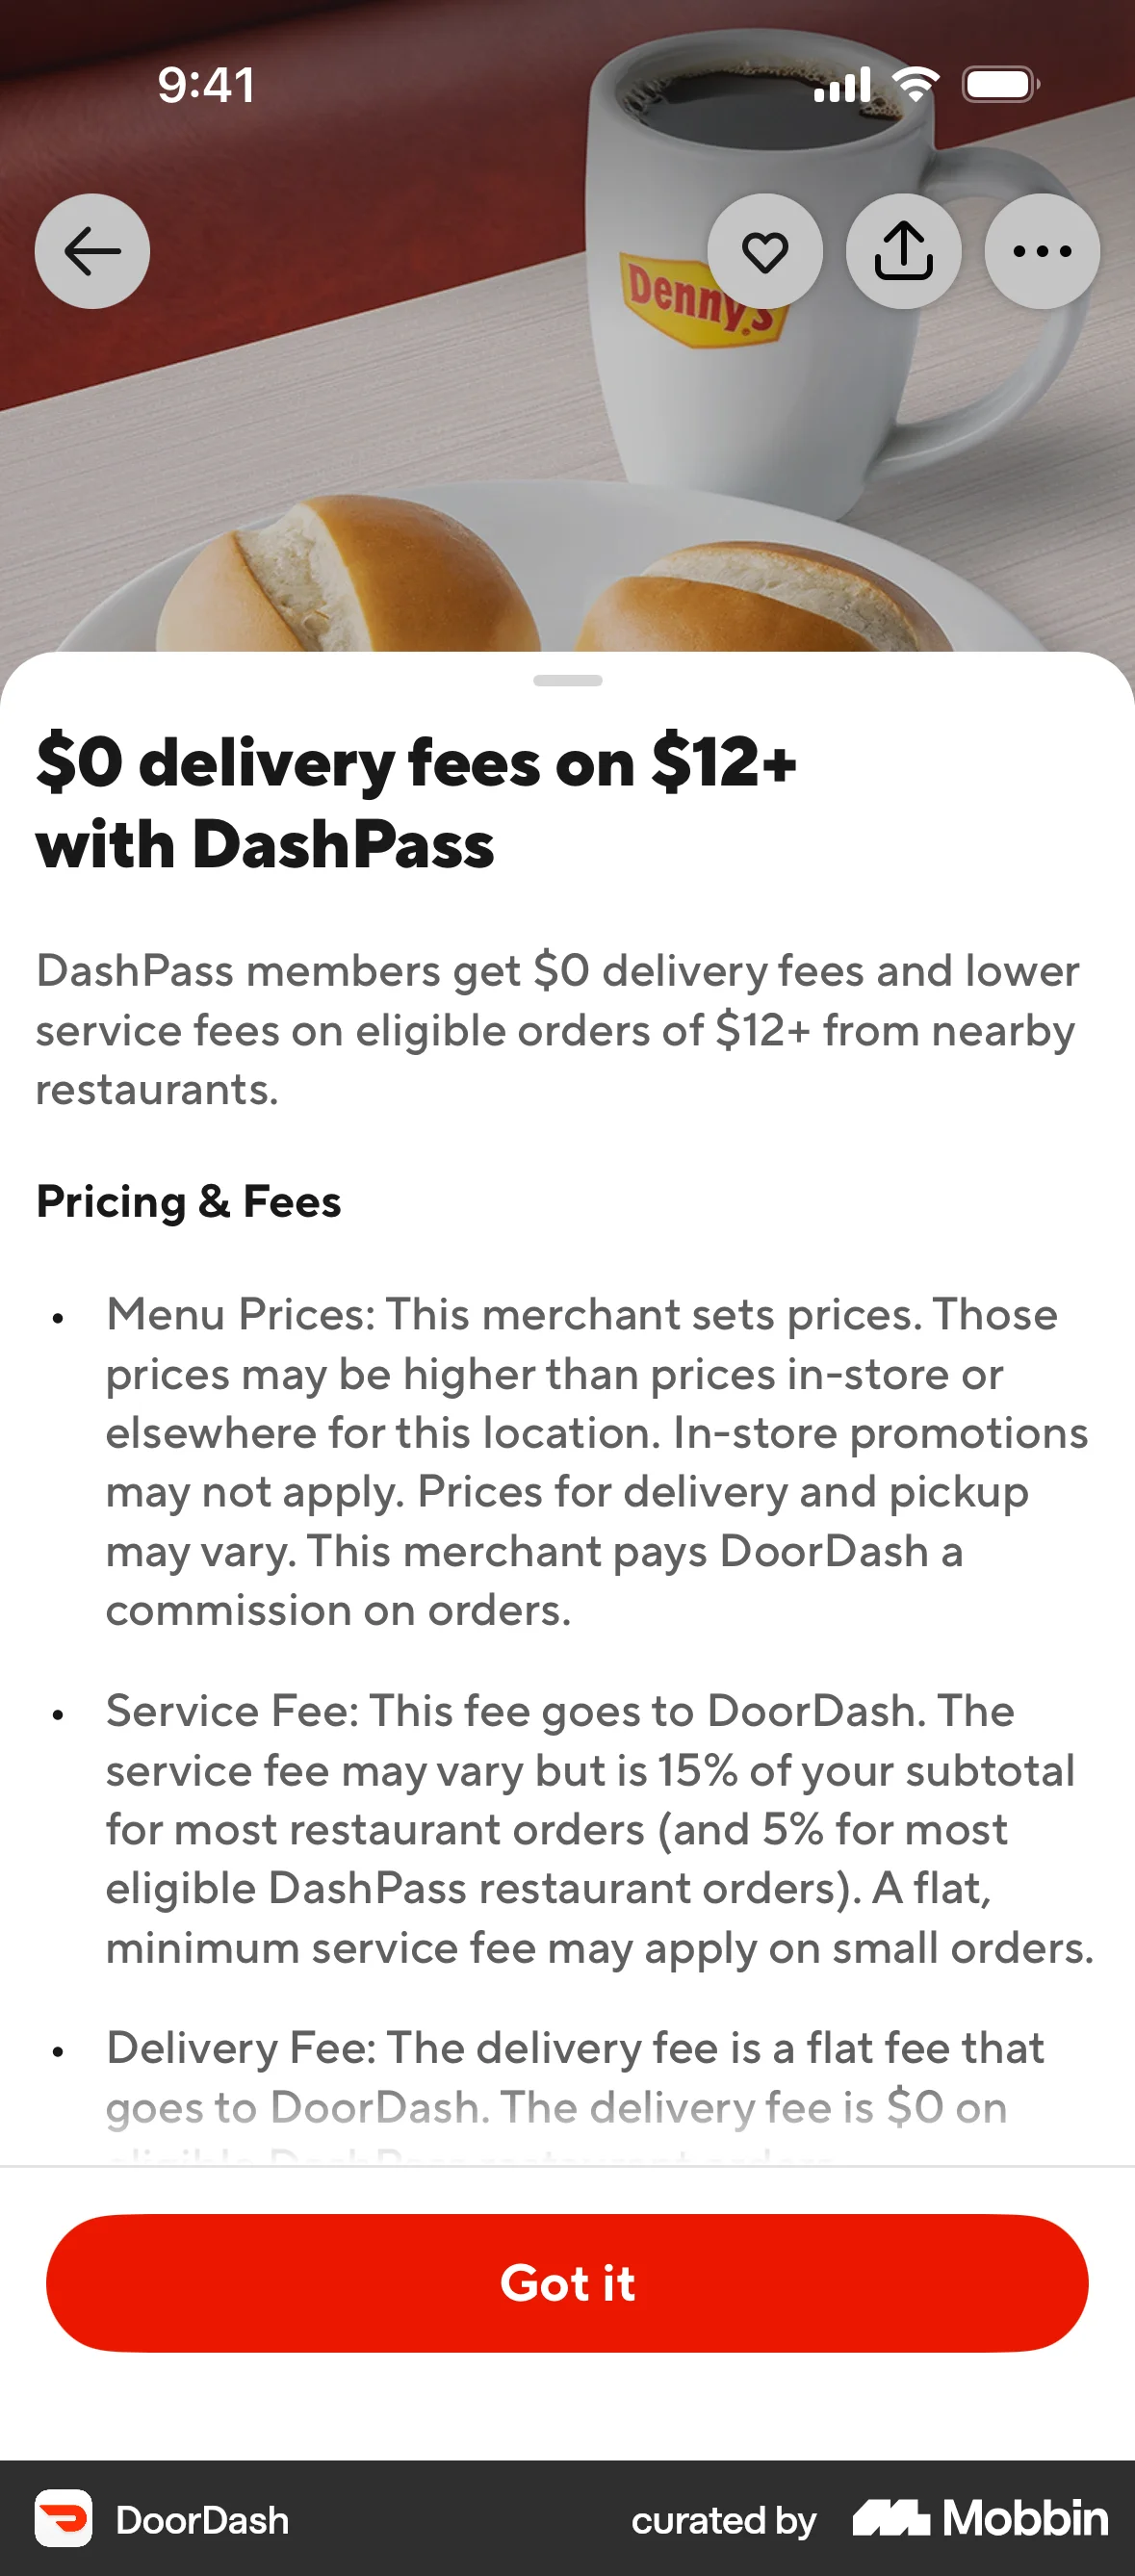 9:41
Denny's
$0 delivery fees on $12+
with DashPass
DashPass members get $0 delivery fees and lower
service fees on eligible orders of $12+ from nearby
restaurants.
Pricing & Fees
• Menu Prices: This merchant sets prices. Those
prices may be higher than prices in-store or
elsewhere for this location. In-store promotions
may not apply. Prices for delivery and pickup
may vary. This merchant pays DoorDash a
commission on orders.
• Service Fee: This fee goes to DoorDash. The
service fee may vary but is 15% of your subtotal
for most restaurant orders (and 5% for most
eligible DashPass restaurant orders). A flat,
minimum service fee may apply on small orders.
• Delivery Fee: The delivery fee is a flat fee that
goes to DoorDash. The delivery fee is $0 on
Got it
DoorDash
curated by Mobbin